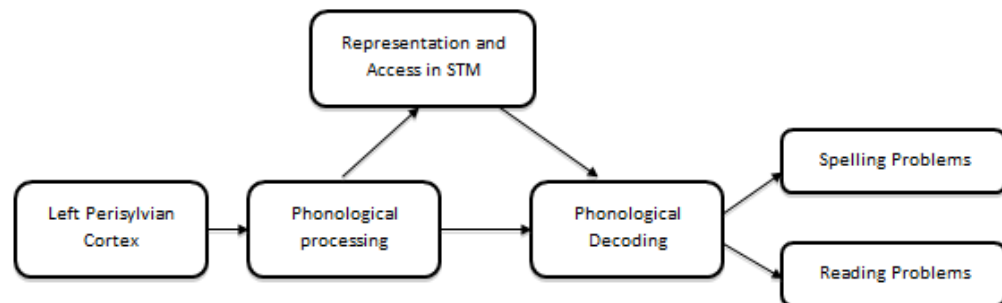 Representation and
Access in STM
Left Perisylvian
Cortex
Phonological
processing
Phonological
Decoding
Spelling Problems
Reading Problems